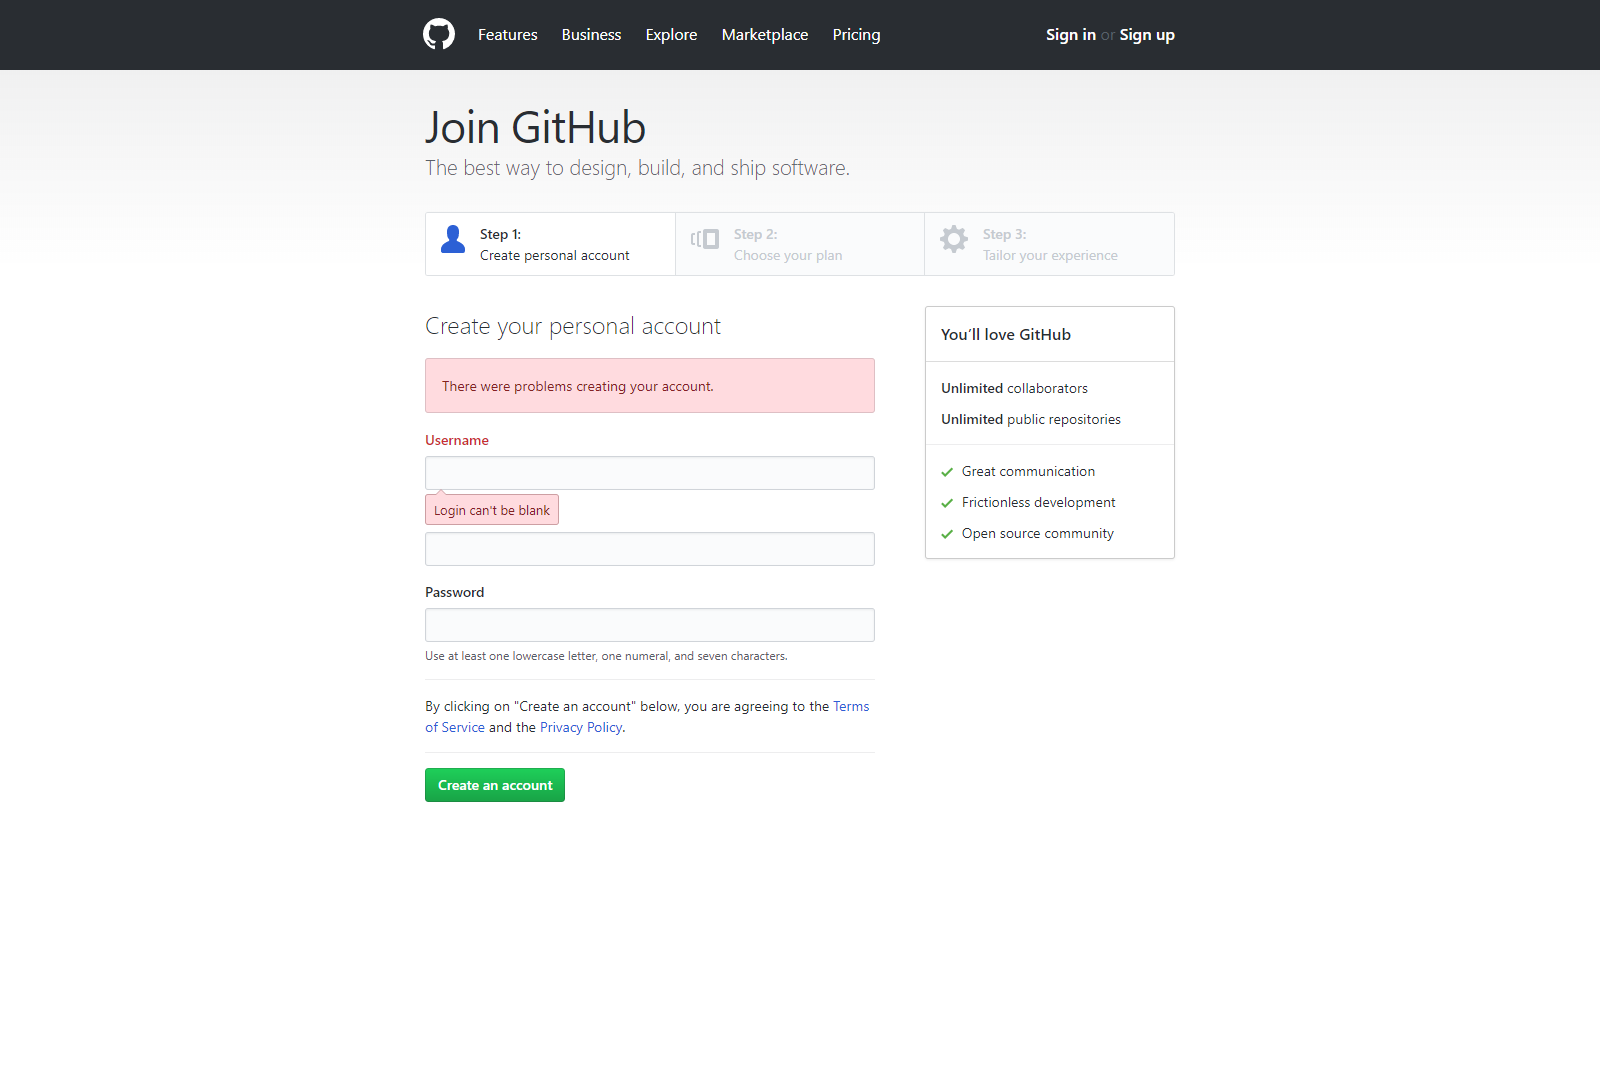 Features Business Explore Marketplace Pricing Sign in or Sign up
Join GitHub
The best way to design, build, and ship software.
Step 1:
Create personal account
Step 2:
Choose your plan
Step 3:
Tailor your experience
Create your personal account
There were problems creating your account.
Username
Login can't be blank
Password
Use at least one lowercase letter, one numeral, and seven characters.
By clicking on "Create an account" below, you are agreeing to the Terms
of Service and the Privacy Policy.
Create an account
You’ll love GitHub
Unlimited collaborators
Unlimited public repositories
Great communication
Frictionless development
Open source community